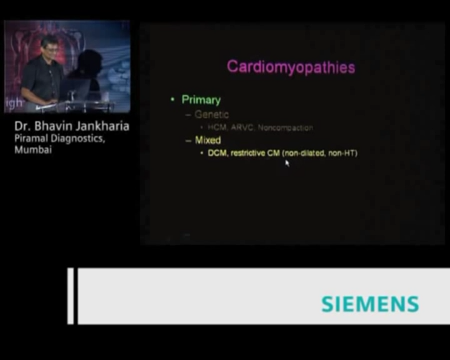 igh
Dr. Bhavin Jankharia
Piramal Diagnostics,
Mumbai
Cardiomyopathies
• Primary
– Genetic
• HCM, ARVC, Noncompaction
– Mixed
• DCM, restrictive CM (non-dilated, non-HT)
SIEMENS